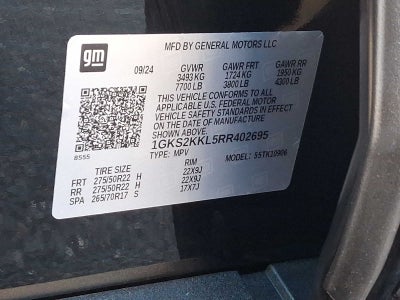 gm
MFD BY GENERAL MOTORS LLC
09/24 GVWR GAWR FRT GAWR RR
3493 KG 1724 KG 1950 KG
7700 LB 3800 LB 4300 LB
THIS VEHICLE CONFORMS TO ALL
APPLICABLE U.S. FEDERAL MOTOR
VEHICLE SAFETY STANDARDS IN EFFECT
ON THE DATE OF MANUFACTURE
SHOWN ABOVE.
1GKS2KKL5RR402695
8S55
TYPE: MPV MODEL: S5TK10906
TIRE SIZE RIM
FRT 275/50R22 H 22X9J
RR 275/50R22 H 22X9J
SPA 265/70R17 S 17X7J